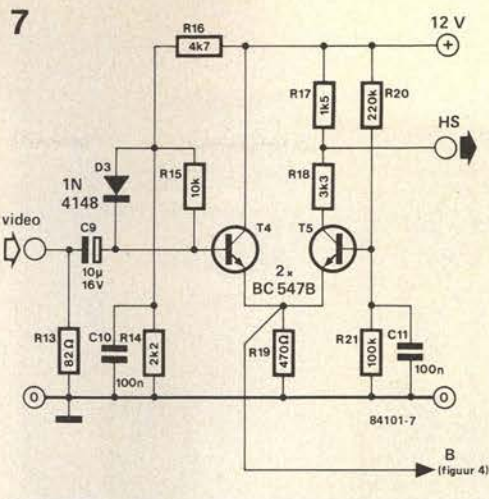 7
R16
4k7
12 V
+
R17
1k5
220k
R20
HS
D3
1N
4148
R15
10k
R18
3k3
video
C9
10µ
16V
T4
T5
2x
BC 547B
R13
82Ω
C10
100n
R14
2k2
R19
470Ω
R21
100k
C11
100n
0
0
84101-7
B
(figuur 4)